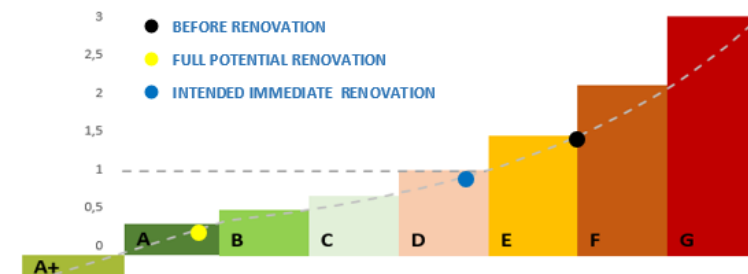 3
BEFORE RENOVATION
2,5
FULL POTENTIAL RENOVATION
2
INTENDED IMMEDIATE RENOVATION
1,5
1
0,5
0
A+
A
B
C
D
E
F
G